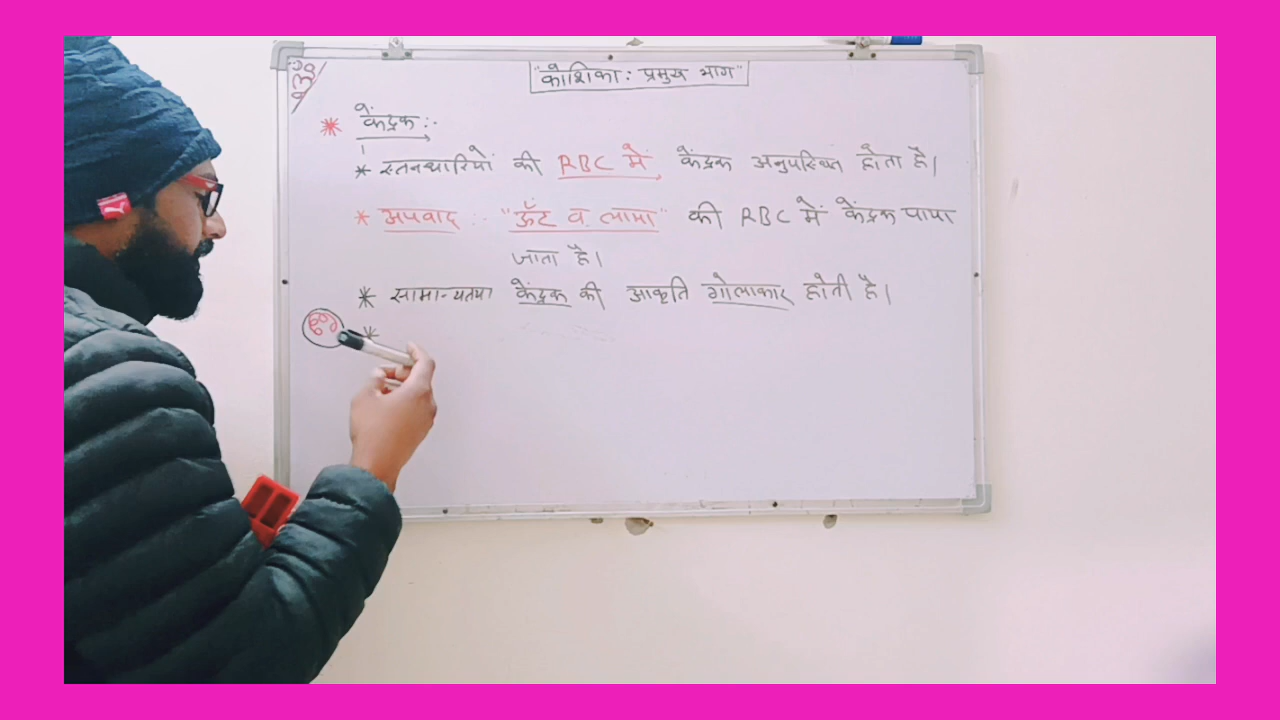 "कोशिका: प्रमुख भाग"
* केंद्रक :-
* स्तनधारियों की RBC में केंद्रक अनुपस्थित होता है।
* अपवाद :- "ऊँट व लामा" की RBC में केंद्रक पाया
जाता है।
* सामान्यतया केंद्रक की आकृति गोलाकार होती है।
*